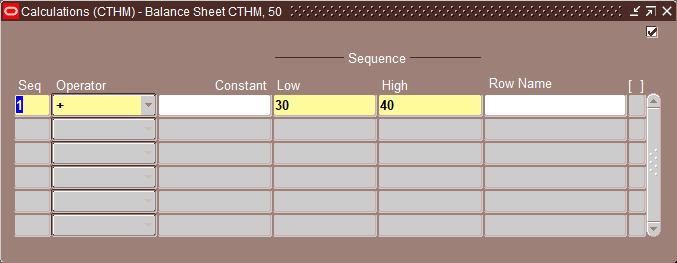 Calculations (CTHM) - Balance Sheet CTHM, 50
Sequence
Seq Operator Constant Low High Row Name [ ]
1 + 30 40